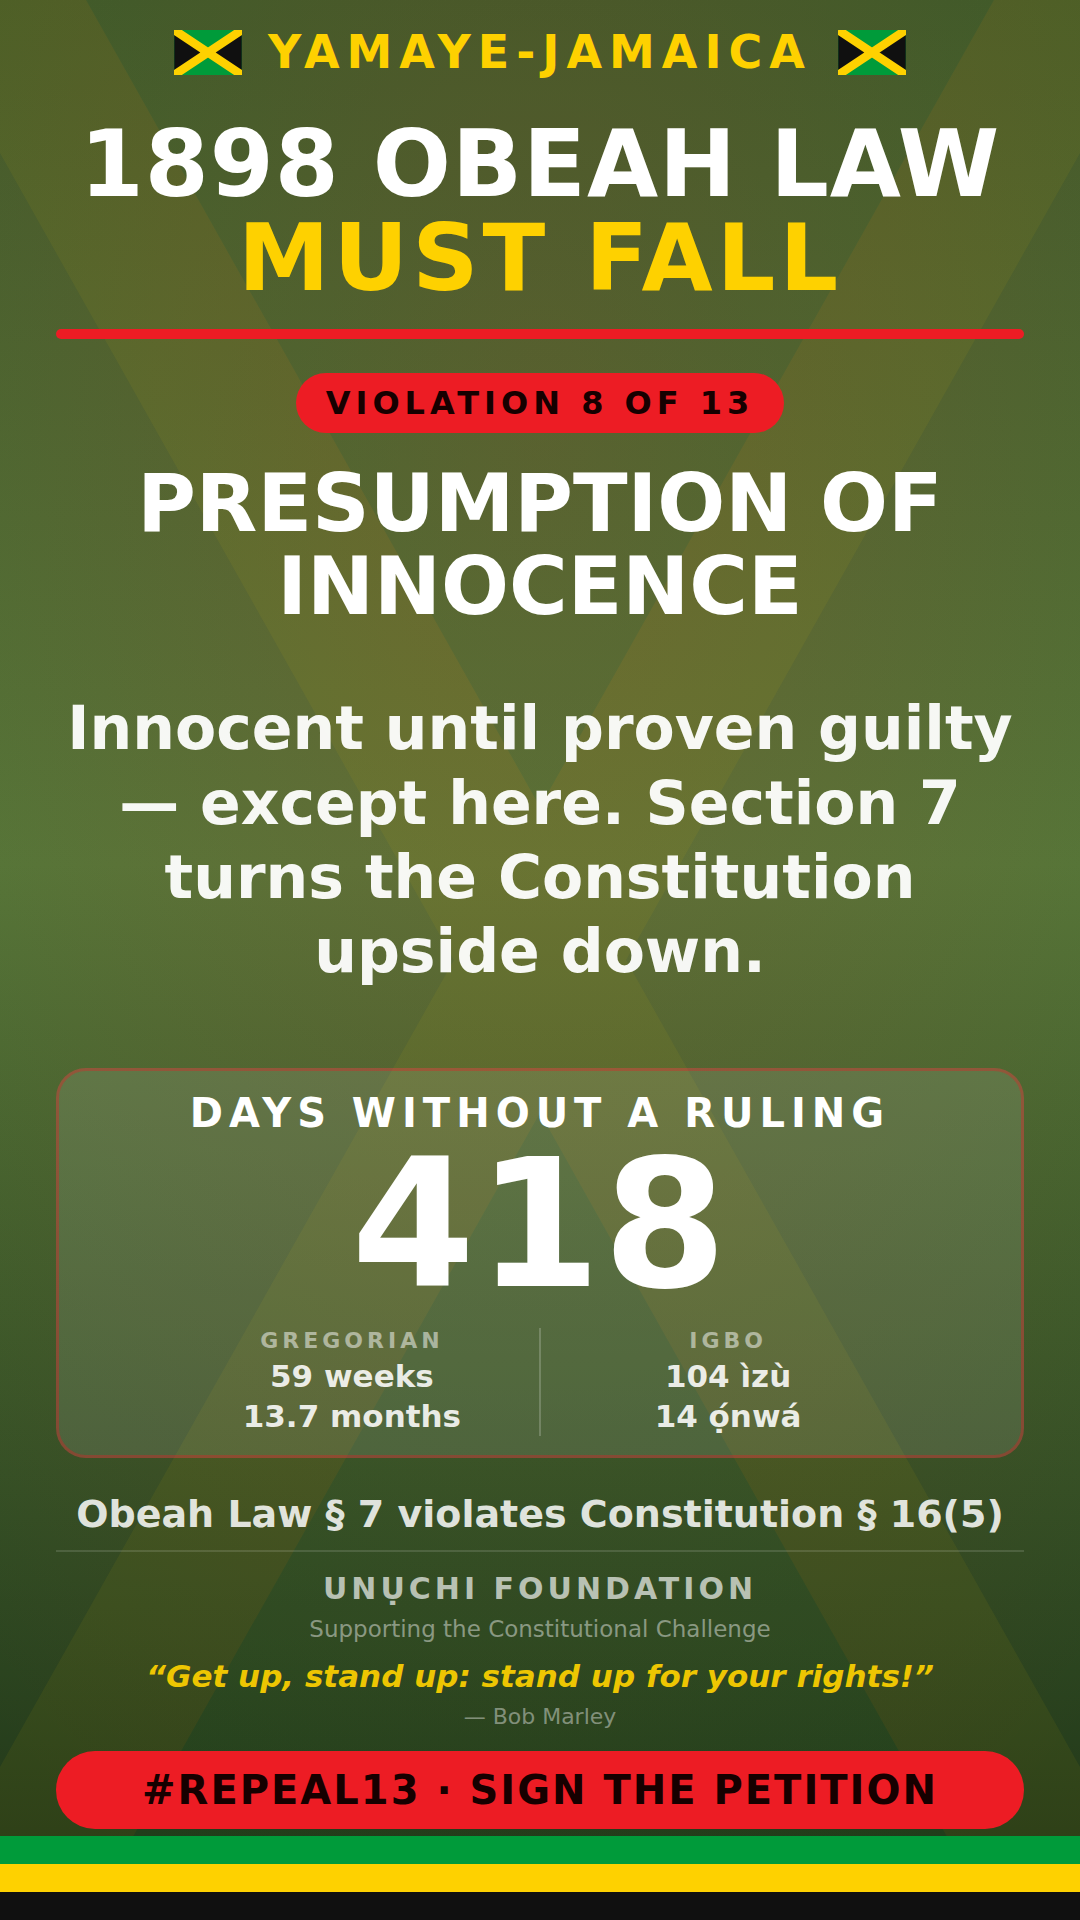 YAMAYE-JAMAICA
1898 OBEAH LAW
MUST FALL
VIOLATION 8 OF 13
PRESUMPTION OF
INNOCENCE
Innocent until proven guilty
— except here. Section 7
turns the Constitution
upside down.
DAYS WITHOUT A RULING
418
GREGORIAN
59 weeks
13.7 months
IGBO
104 ìzù
14 ọ́nwá
Obeah Law § 7 violates Constitution § 16(5)
UNỤCHI FOUNDATION
Supporting the Constitutional Challenge
“Get up, stand up: stand up for your rights!”
— Bob Marley
#REPEAL13 · SIGN THE PETITION